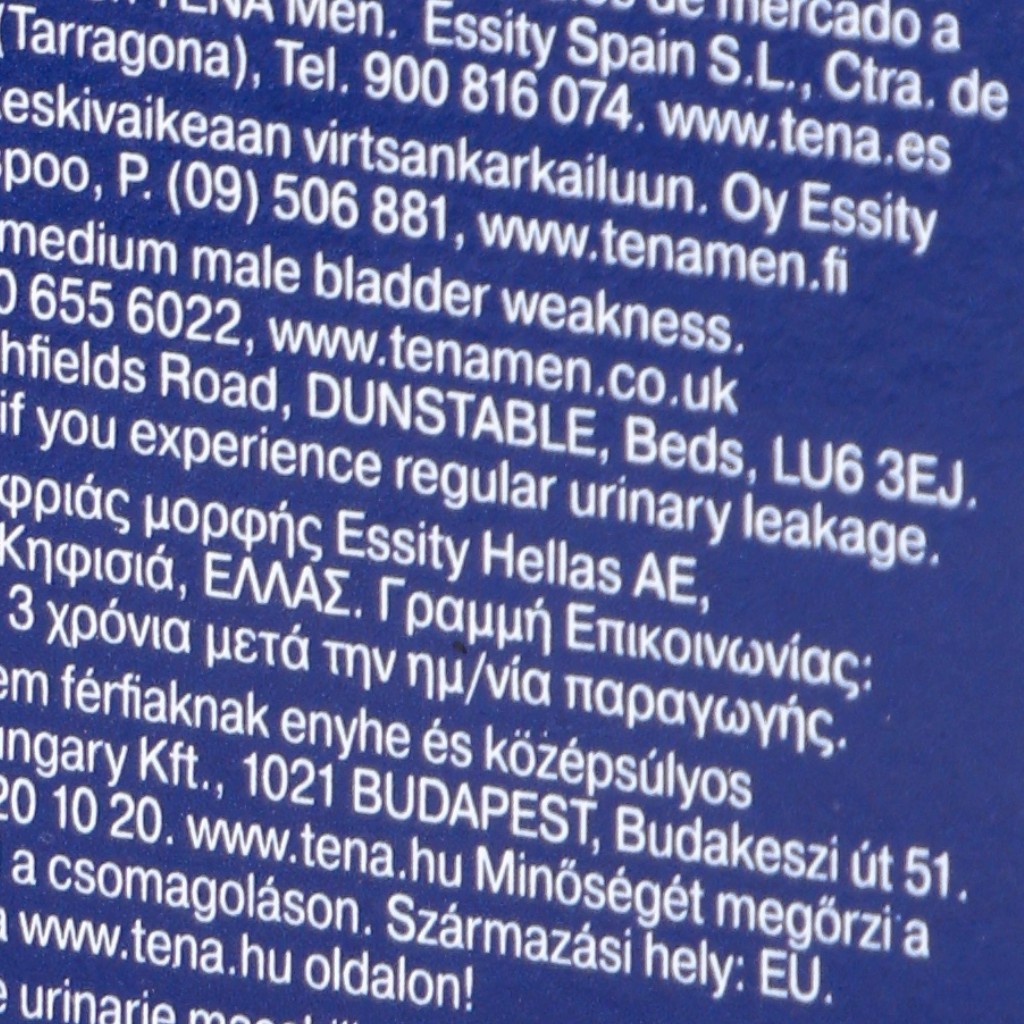 TENA Men. Essity Spain S.L., Ctra. de
de mercado a
(Tarragona), Tel. 900 816 074. www.tena.es
eskivaikeaan virtsankarkailuun. Oy Essity
poo, P. (09) 506 881, www.tenamen.fi
medium male bladder weakness.
0 655 6022, www.tenamen.co.uk
hfields Road, DUNSTABLE, Beds, LU6 3EJ.
if you experience regular urinary leakage.
φριάς μορφής Essity Hellas AE,
Κηφισιά, ΕΛΛΑΣ. Γραμμή Επικοινωνίας:
3 χρόνια μετά την ημ/νία παραγωγής.
em férfiaknak enyhe és középsúlyos
ungary Kft., 1021 BUDAPEST, Budakeszi út 51.
20 10 20. www.tena.hu Minőségét megőrzi a
a csomagoláson. Származási hely: EU.
a www.tena.hu oldalon!
e urinarie